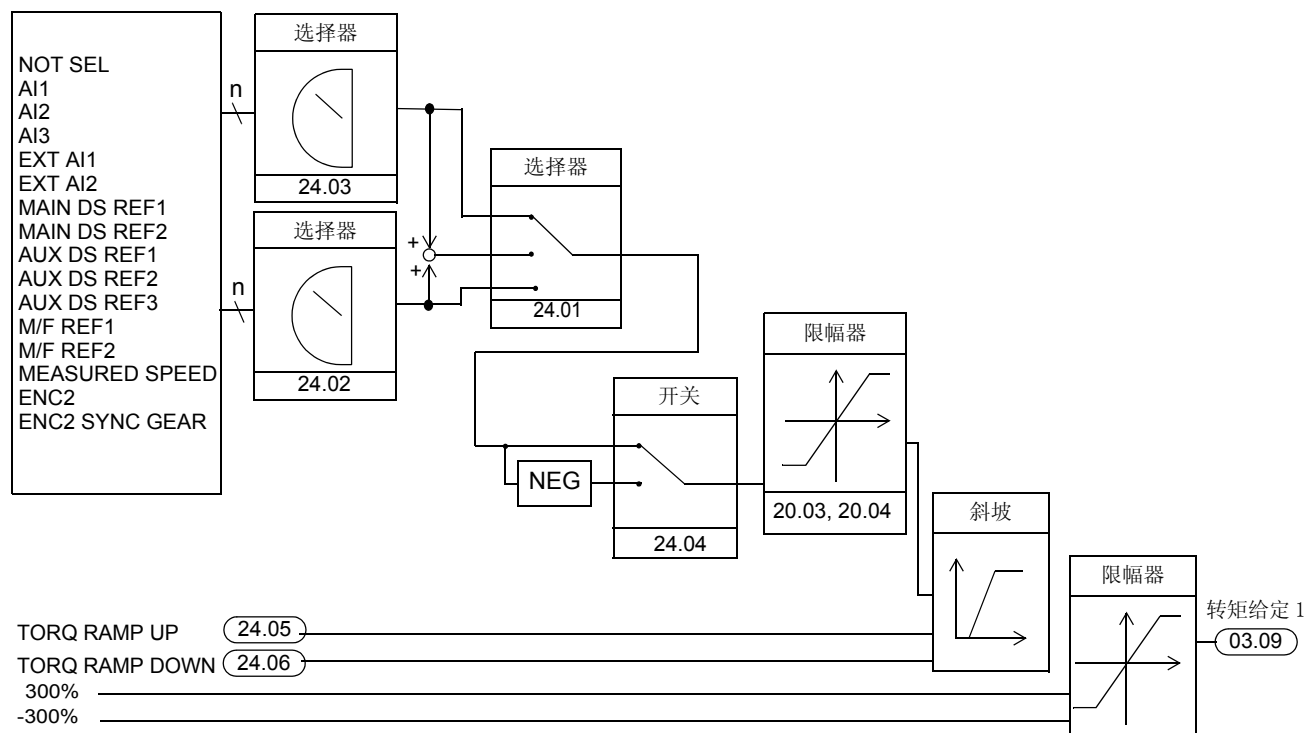 NOT SEL
AI1
AI2
AI3
EXT AI1
EXT AI2
MAIN DS REF1
MAIN DS REF2
AUX DS REF1
AUX DS REF2
AUX DS REF3
M/F REF1
M/F REF2
MEASURED SPEED
ENC2
ENC2 SYNC GEAR
n
n
选择器
24.03
选择器
24.02
+
+
选择器
24.01
开关
NEG
24.04
限幅器
20.03, 20.04
斜坡
限幅器
转矩给定 1
03.09
TORQ RAMP UP 24.05
TORQ RAMP DOWN 24.06
300%
-300%